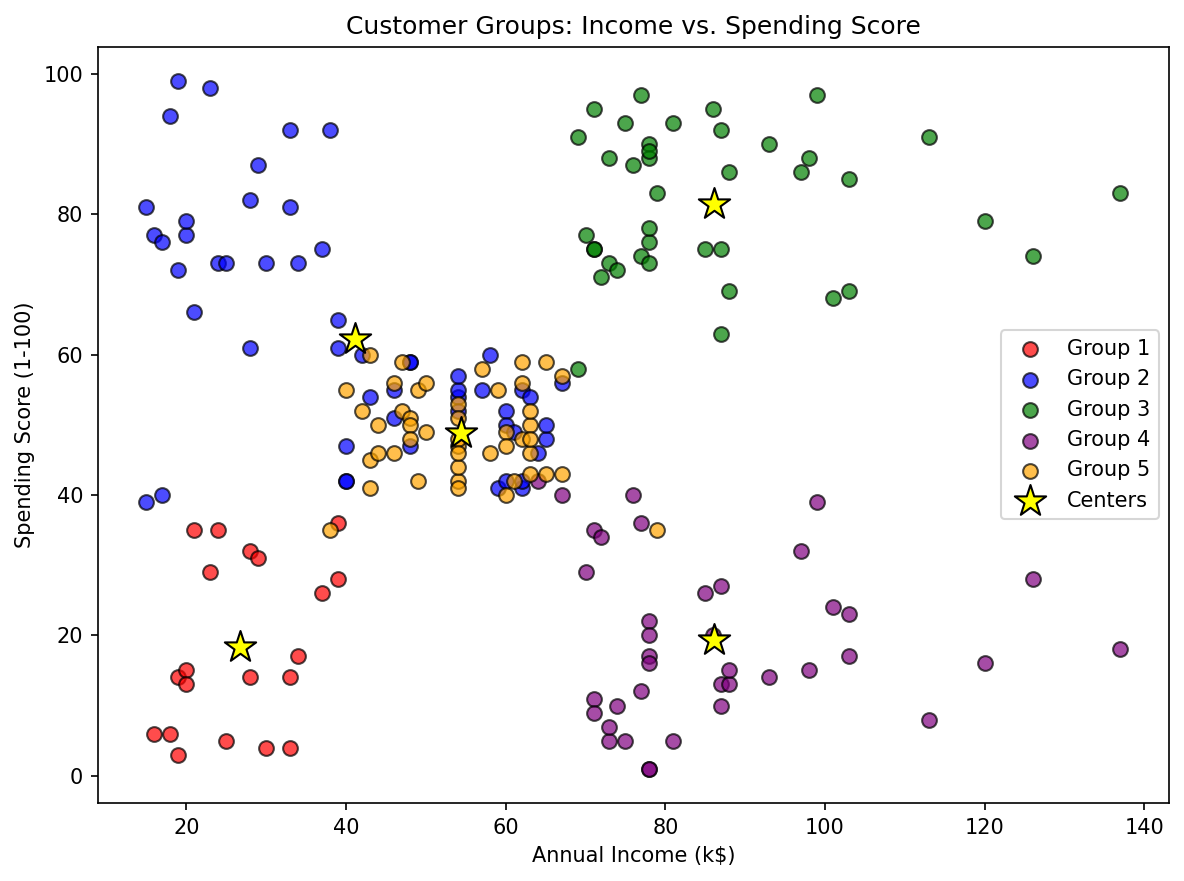 Customer Groups: Income vs. Spending Score
Spending Score (1-100)
100
80
60
40
20
0
Group 1
Group 2
Group 3
Group 4
Group 5
Centers
20 40 60 80 100 120 140
Annual Income (k$)